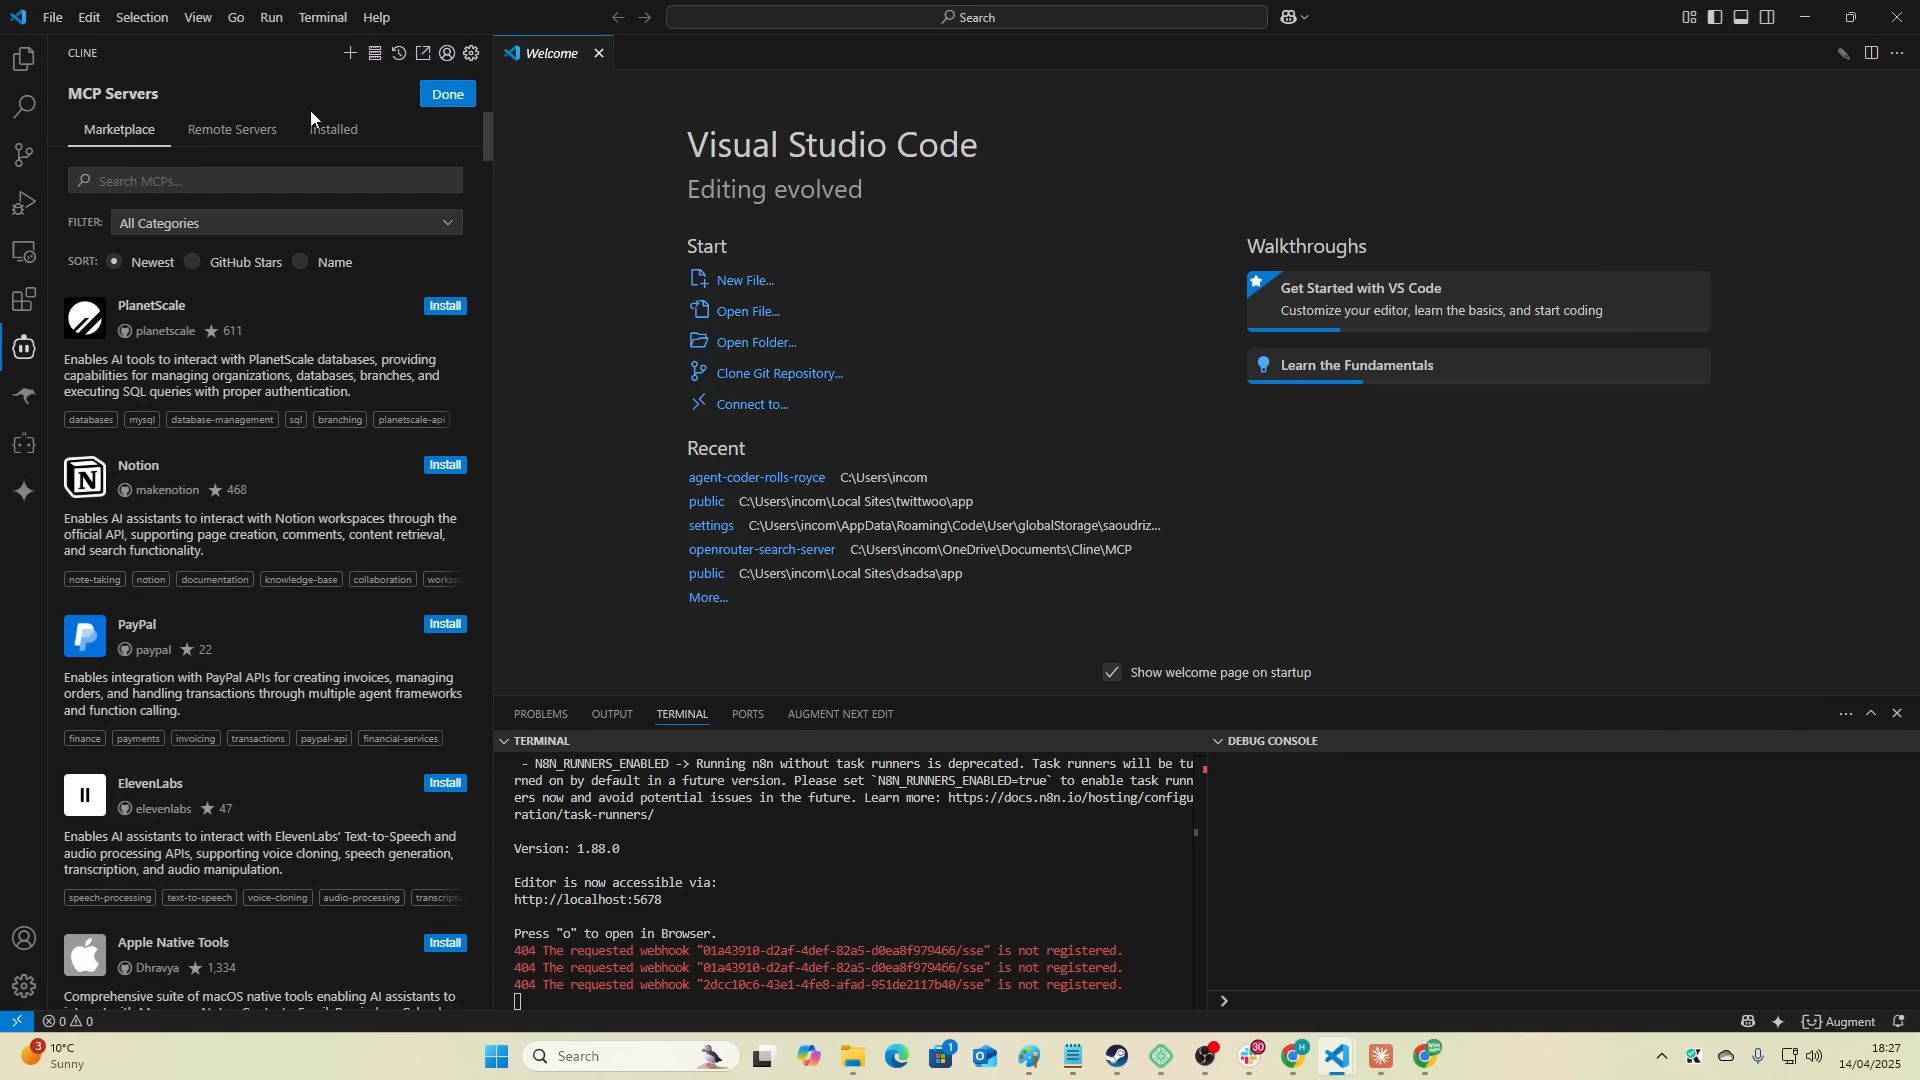 File Edit Selection View Go Run Terminal Help
Search
CLINE
MCP Servers
Done
Marketplace Remote Servers Installed
Search MCPs...
FILTER: All Categories
SORT: Newest GitHub Stars Name
PlanetScale
Install
planetscale 611
Enables AI tools to interact with PlanetScale databases, providing
capabilities for managing organizations, databases, branches, and
executing SQL queries with proper authentication.
databases mysql database-management sql branching planetscale-api
Notion
Install
makenotion 468
Enables AI assistants to interact with Notion workspaces through the
official API, supporting page creation, comments, content retrieval,
and search functionality.
note-taking notion documentation knowledge-base collaboration
PayPal
Install
paypal 22
Enables integration with PayPal APIs for creating invoices, managing
orders, and handling transactions through multiple agent frameworks
and function calling.
finance payments invoicing transactions paypal-api financial-services
ElevenLabs
Install
elevenlabs 47
Enables AI assistants to interact with ElevenLabs' Text-to-Speech and
audio processing APIs, supporting voice cloning, speech generation,
transcription, and audio manipulation.
speech-processing text-to-speech voice-cloning audio-processing
Apple Native Tools
Install
Dhravya 1,334
Comprehensive suite of macOS native tools enabling AI assistants to
Welcome
Visual Studio Code
Editing evolved
Start
New File...
Open File...
Open Folder...
Clone Git Repository...
Connect to...
Recent
agent-coder-rolls-royce C:\Users\incom
public C:\Users\incom\Local Sites\twittwoo\app
settings C:\Users\incom\AppData\Roaming\Code\User\globalStorage\saoudriz...
openrouter-search-server C:\Users\incom\OneDrive\Documents\Cline\MCP
public C:\Users\incom\Local Sites\dsadsa\app
More...
Walkthroughs
Get Started with VS Code
Customize your editor, learn the basics, and start coding
Learn the Fundamentals
Show welcome page on startup
PROBLEMS OUTPUT TERMINAL PORTS AUGMENT NEXT EDIT
TERMINAL
- N8N_RUNNERS_ENABLED -> Running n8n without task runners is deprecated. Task runners will be tu
rned on by default in a future version. Please set `N8N_RUNNERS_ENABLED=true` to enable task runn
ers now and avoid potential issues in the future. Learn more: https://docs.n8n.io/hosting/configu
ration/task-runners/
Version: 1.88.0
Editor is now accessible via:
http://localhost:5678
Press "o" to open in Browser.
404 The requested webhook "01a43910-d2af-4def-82a5-d0ea8f979466/sse" is not registered.
404 The requested webhook "01a43910-d2af-4def-82a5-d0ea8f979466/sse" is not registered.
404 The requested webhook "2dcc10c6-43e1-4fe8-afad-951de2117b40/sse" is not registered.
DEBUG CONSOLE
0 0
Augment
3
10°C
Sunny
Search
1
30
H
18:27
14/04/2025